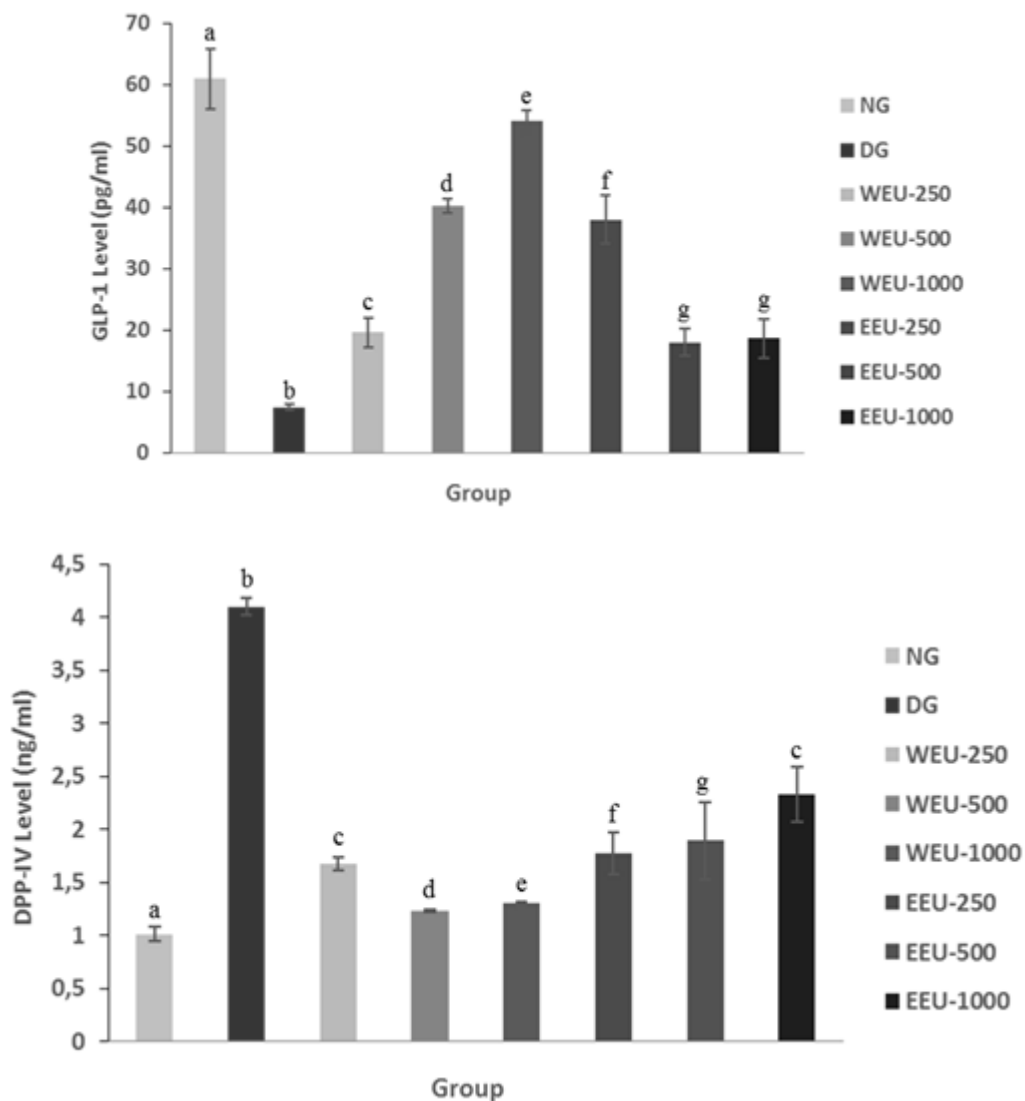 GLP-1 Level (pg/ml)
70
60
50
40
30
20
10
0
a
b
c
d
e
f
g
g
Group
NG
DG
WEU-250
WEU-500
WEU-1000
EEU-250
EEU-500
EEU-1000
DPP-IV Level (ng/ml)
4,5
4
3,5
3
2,5
2
1,5
1
0,5
0
a
b
c
d
e
f
g
c
Group
NG
DG
WEU-250
WEU-500
WEU-1000
EEU-250
EEU-500
EEU-1000